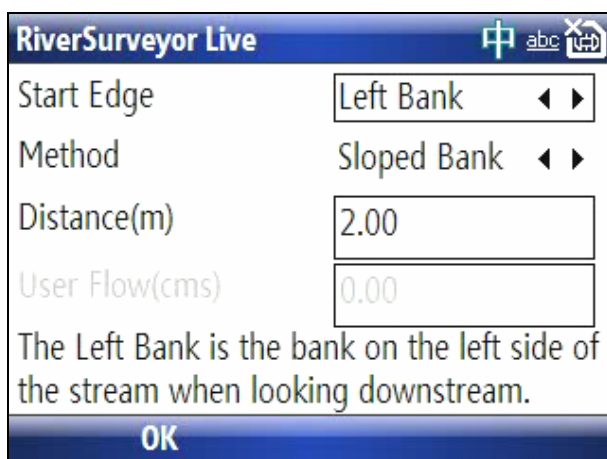 RiverSurveyor Live 中 abc
Start Edge Left Bank
Method Sloped Bank
Distance(m) 2.00
User Flow(cms) 0.00
The Left Bank is the bank on the left side of
the stream when looking downstream.
OK